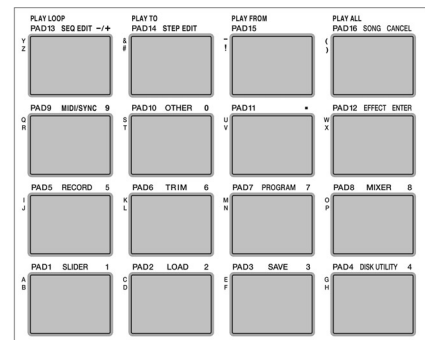 PLAY LOOP PLAY TO PLAY FROM PLAY ALL
PAD13 SEQ EDIT −/+ PAD14 STEP EDIT PAD15 PAD16 SONG CANCEL
Y & – (
Z # ! )
PAD9 MIDI/SYNC 9 PAD10 OTHER 0 PAD11 • PAD12 EFFECT ENTER
Q S U W
R T V X
PAD5 RECORD 5 PAD6 TRIM 6 PAD7 PROGRAM 7 PAD8 MIXER 8
I K M O
J L N P
PAD1 SLIDER 1 PAD2 LOAD 2 PAD3 SAVE 3 PAD4 DISK UTILITY 4
A C E G
B D F H